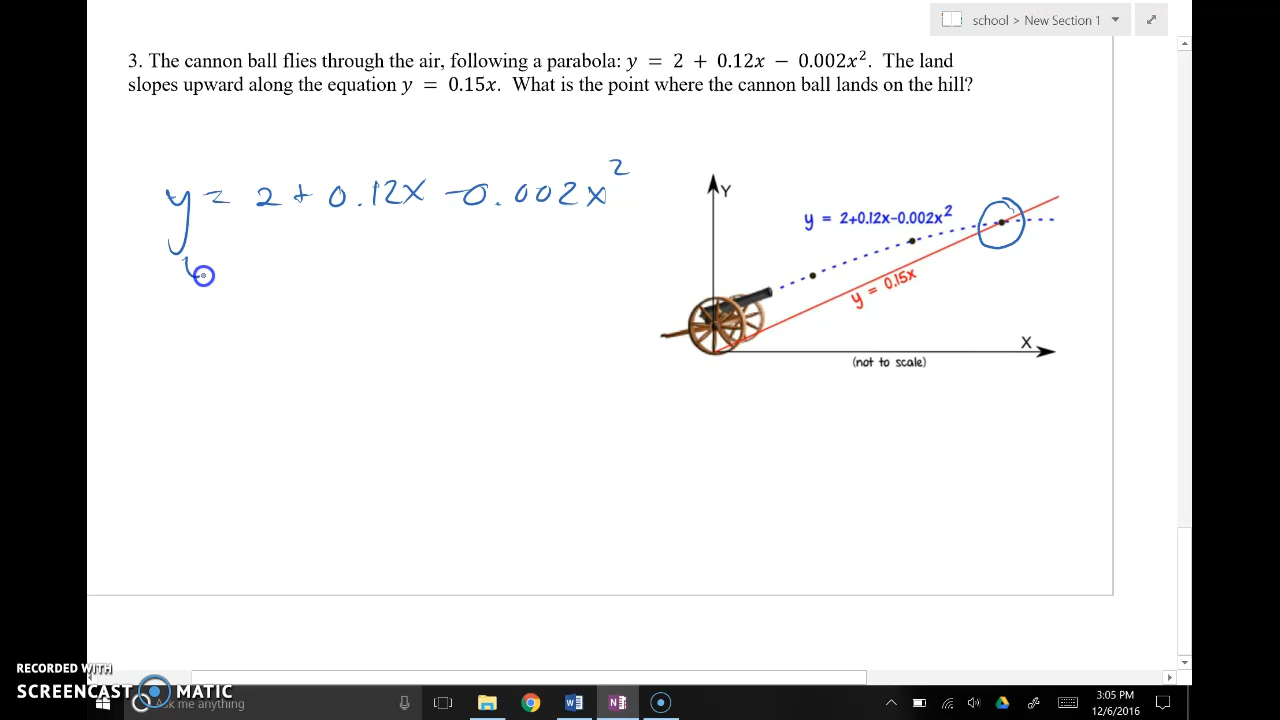 school > New Section 1
3. The cannon ball flies through the air, following a parabola: y = 2 + 0.12x − 0.002x². The land
slopes upward along the equation y = 0.15x. What is the point where the cannon ball lands on the hill?
y = 2 + 0.12x - 0.002x²
Y
y = 2+0.12x-0.002x²
y = 0.15x
X
(not to scale)
RECORDED WITH
SCREENCAST MATIC
Ask me anything
3:05 PM
12/6/2016